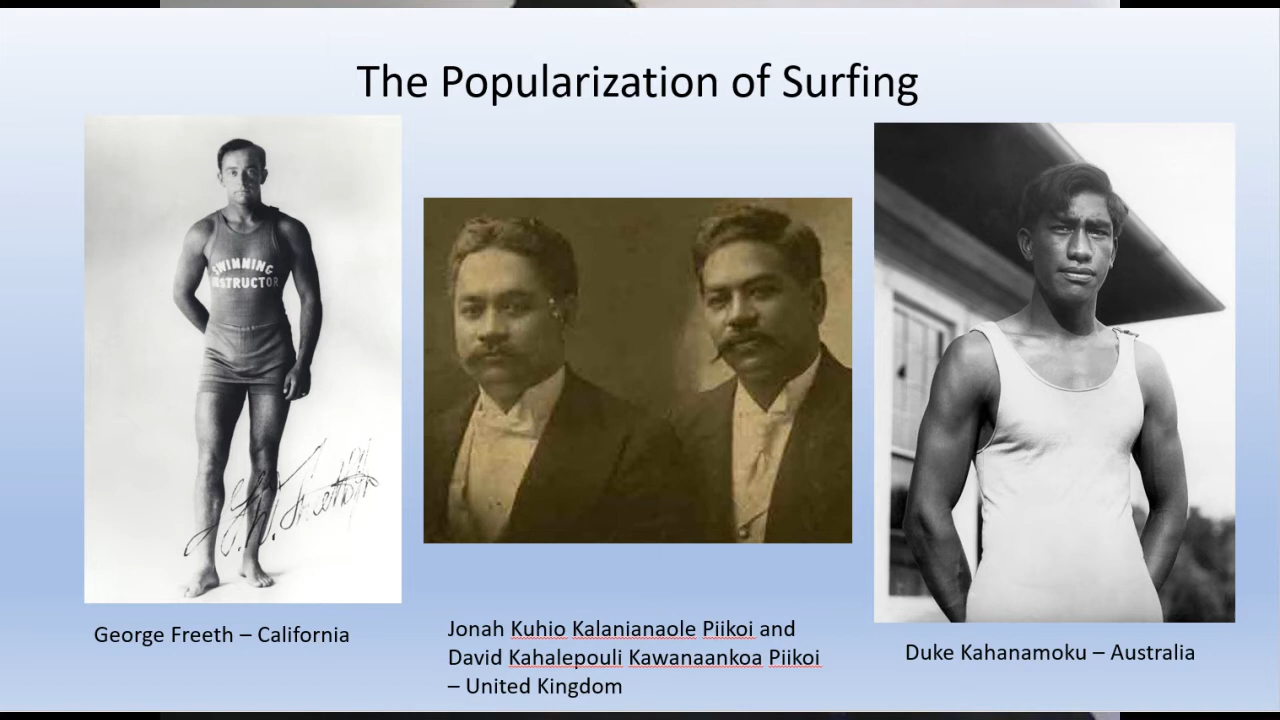 The Popularization of Surfing
SWIMMING
INSTRUCTOR
G.W. Freeth
George Freeth – California
Jonah Kuhio Kalanianaole Piikoi and
David Kahalepouli Kawanaankoa Piikoi
– United Kingdom
Duke Kahanamoku – Australia